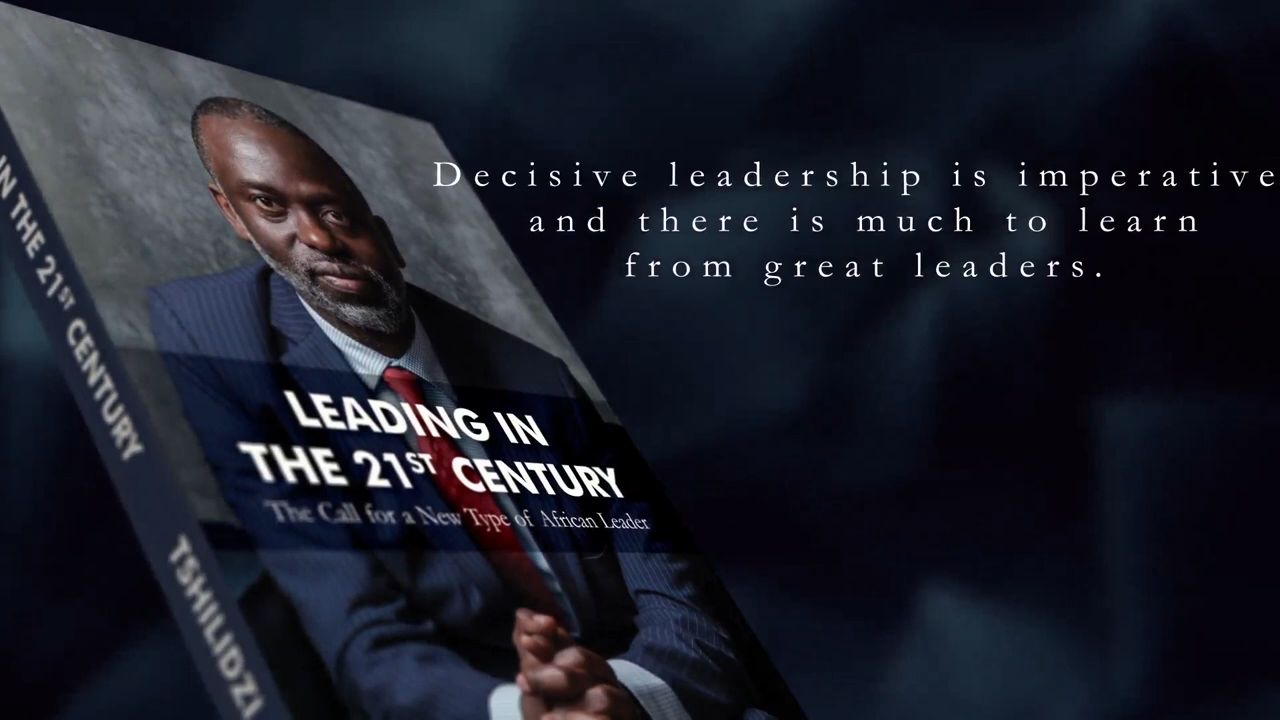 Decisive leadership is imperative
and there is much to learn
from great leaders.
LEADING IN
THE 21ST CENTURY
The Call for a New Type of African Leader
IN THE 21ST CENTURY
TSHILIDZI